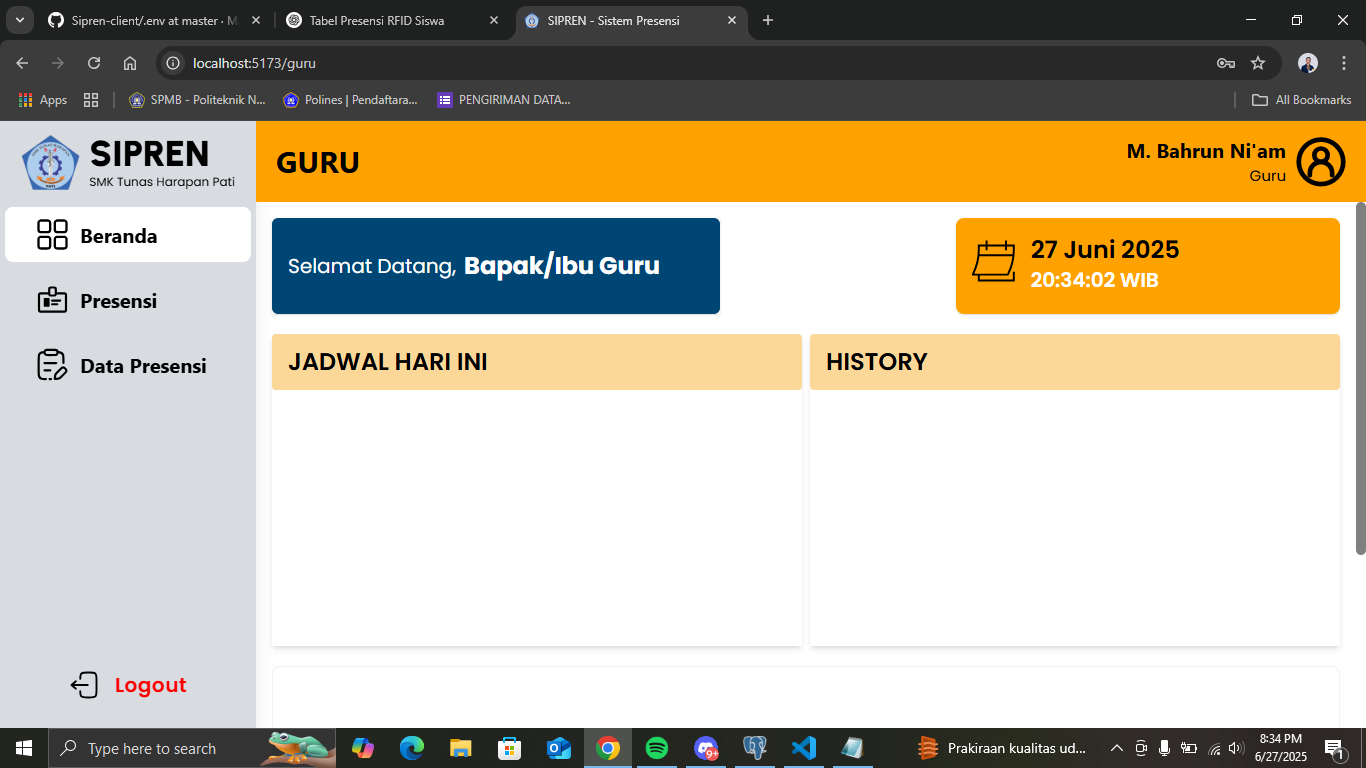 Sipren-client/.env at master · M
Tabel Presensi RFID Siswa
SIPREN - Sistem Presensi
localhost:5173/guru
Apps
SPMB - Politeknik N...
Polines | Pendaftara...
PENGIRIMAN DATA...
All Bookmarks
SIPREN
SMK Tunas Harapan Pati
GURU
M. Bahrun Ni'am
Guru
Beranda
Presensi
Data Presensi
Logout
Selamat Datang, Bapak/Ibu Guru
27 Juni 2025
20:34:02 WIB
JADWAL HARI INI
HISTORY
Type here to search
9+
Prakiraan kualitas ud...
8:34 PM
6/27/2025
1